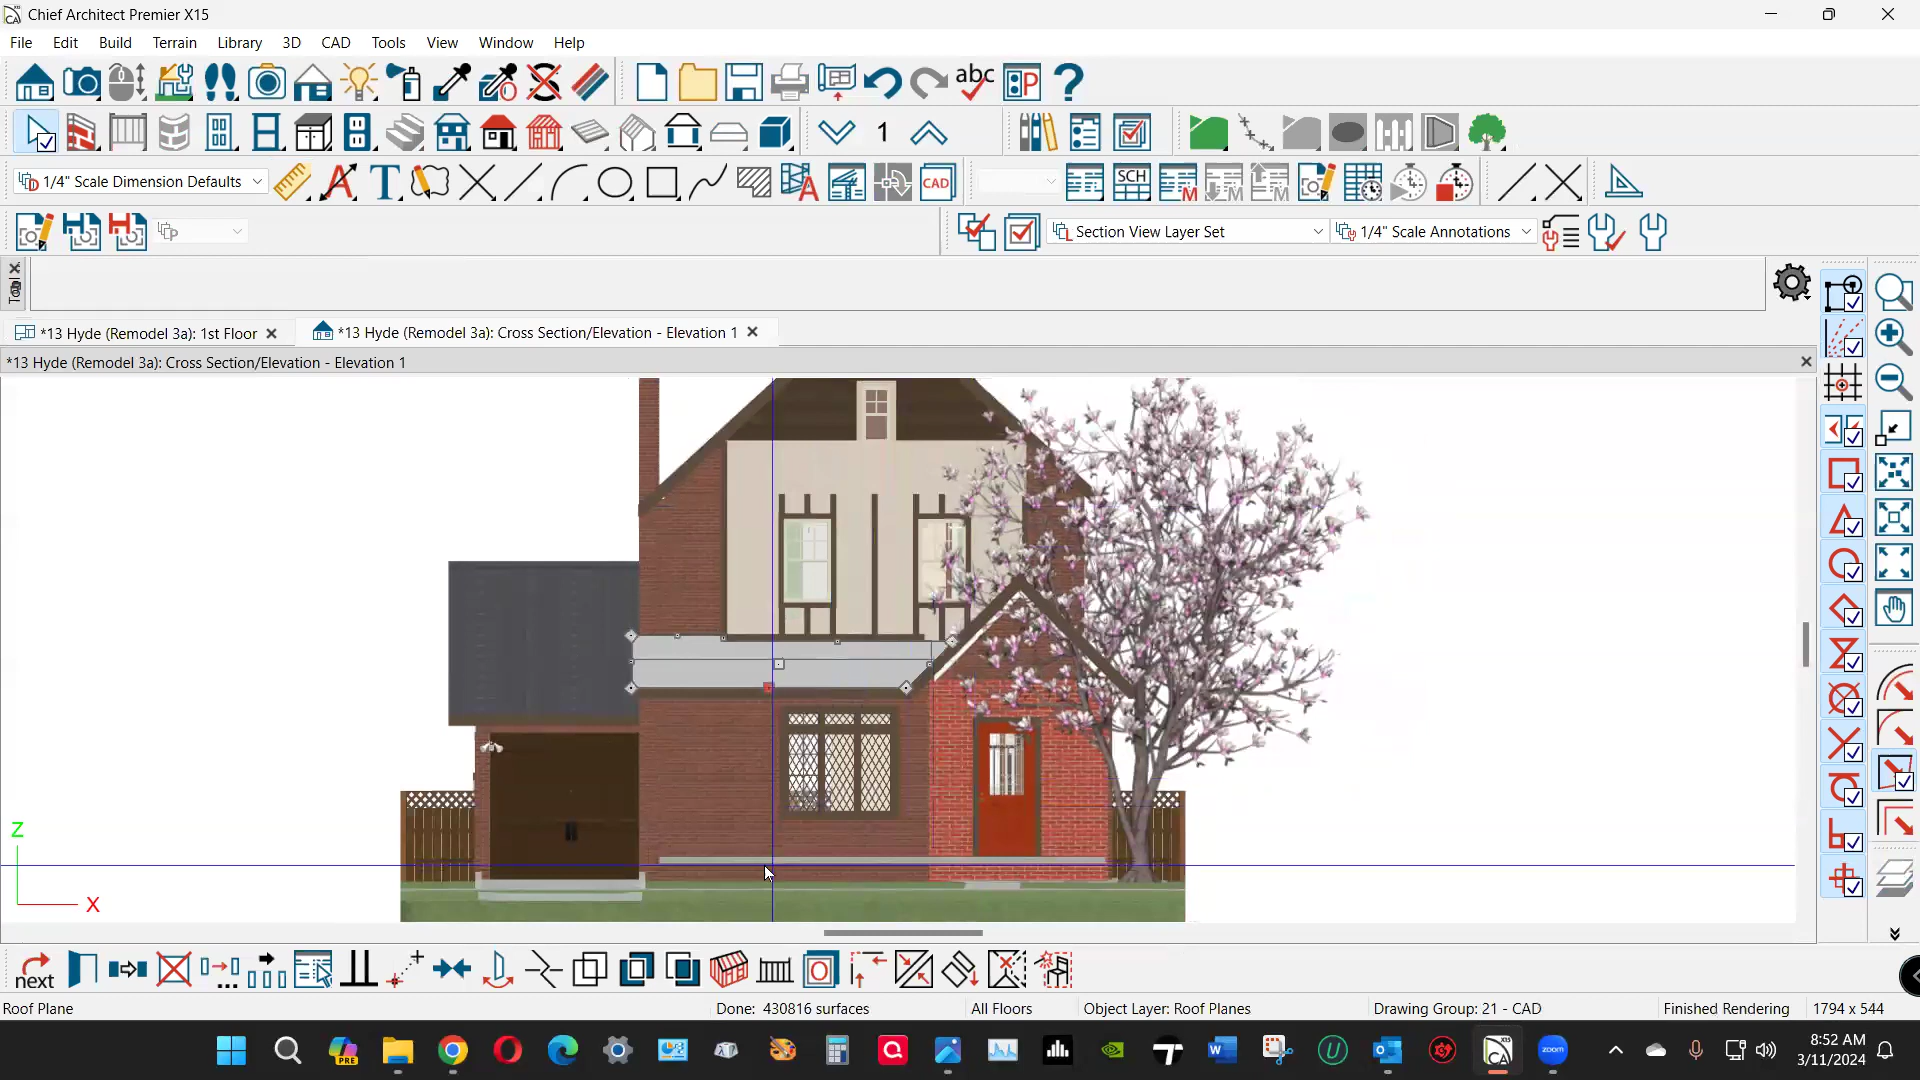 Chief Architect Premier X15
File Edit Build Terrain Library 3D CAD Tools View Window Help
abc P ?
1
1/4" Scale Dimension Defaults A T A CAD SCH M M M
P Section View Layer Set 1/4" Scale Annotations
*13 Hyde (Remodel 3a): 1st Floor *13 Hyde (Remodel 3a): Cross Section/Elevation - Elevation 1
*13 Hyde (Remodel 3a): Cross Section/Elevation - Elevation 1
Z
X
next
Roof Plane Done: 430816 surfaces All Floors Object Layer: Roof Planes Drawing Group: 21 - CAD Finished Rendering 1794 x 544
PRE W zoom 8:52 AM
3/11/2024